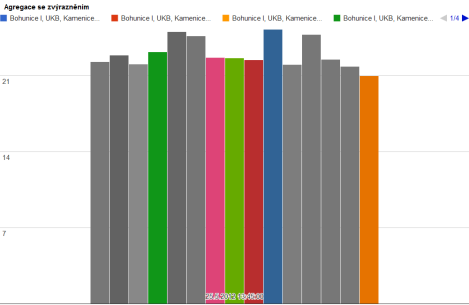 Agregace se zvýrazněním
Bohunice I, UKB, Kamenice... Bohunice I, UKB, Kamenice... Bohunice I, UKB, Kamenice... Bohunice I, UKB, Kamenice... 1/4
21
14
7